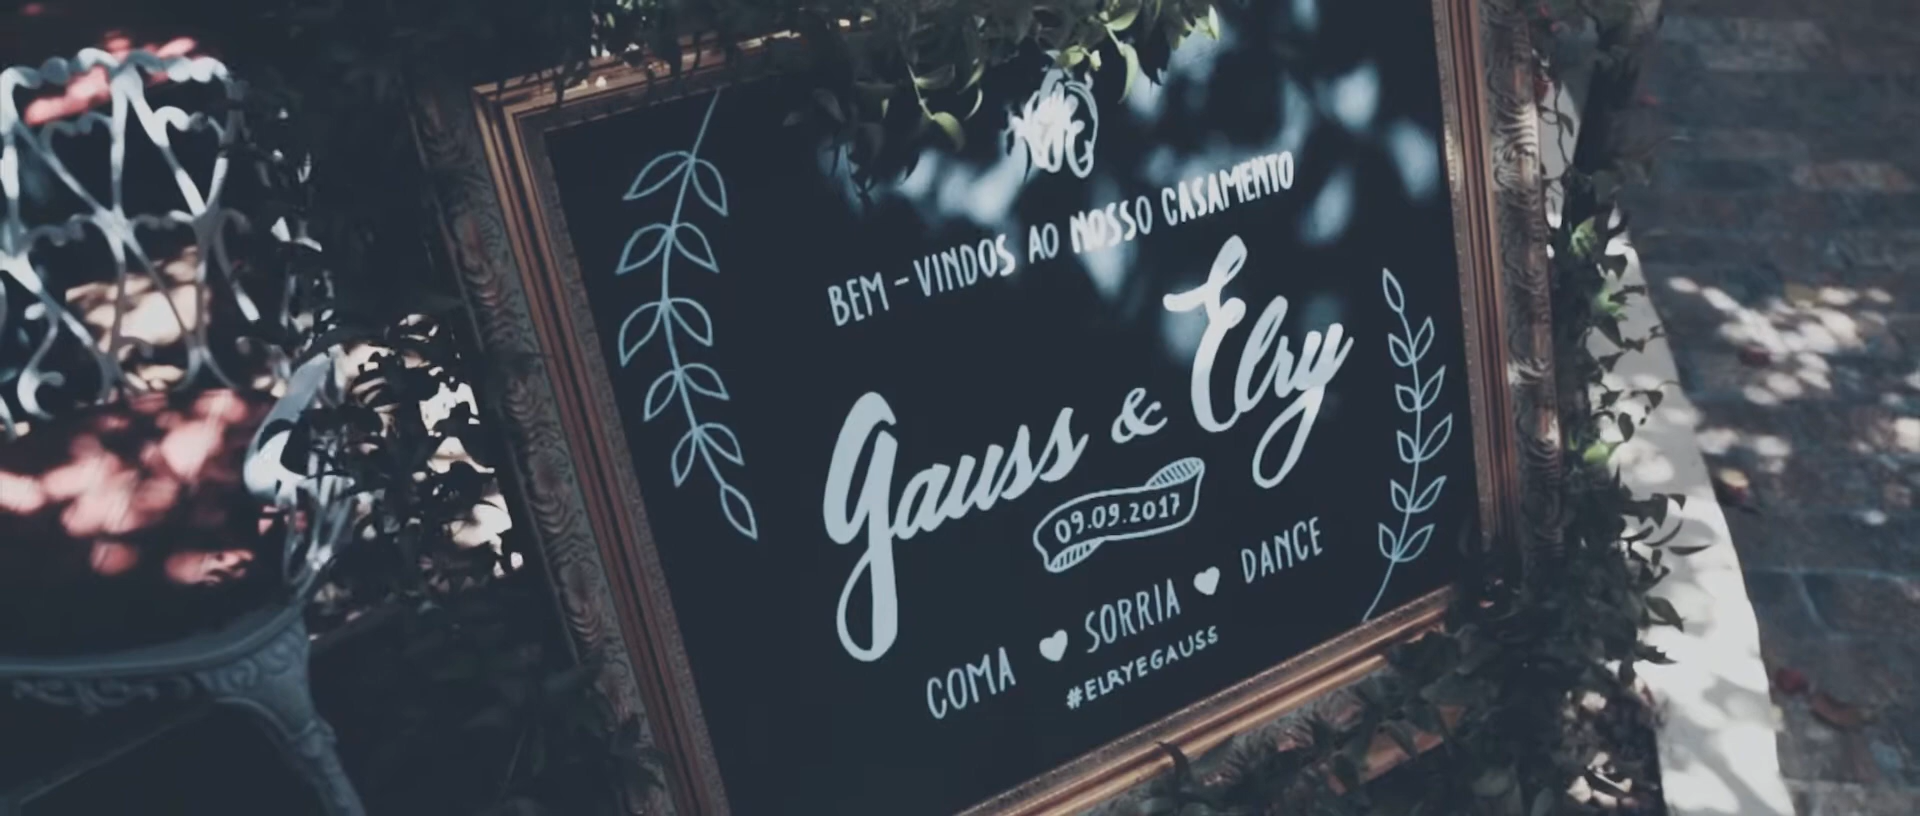 BEM-VINDOS AO NOSSO CASAMENTO
Gauss & Elry
09.09.2017
COMA ♥ SORRIA ♥ DANCE
#ELRYEGAUSS